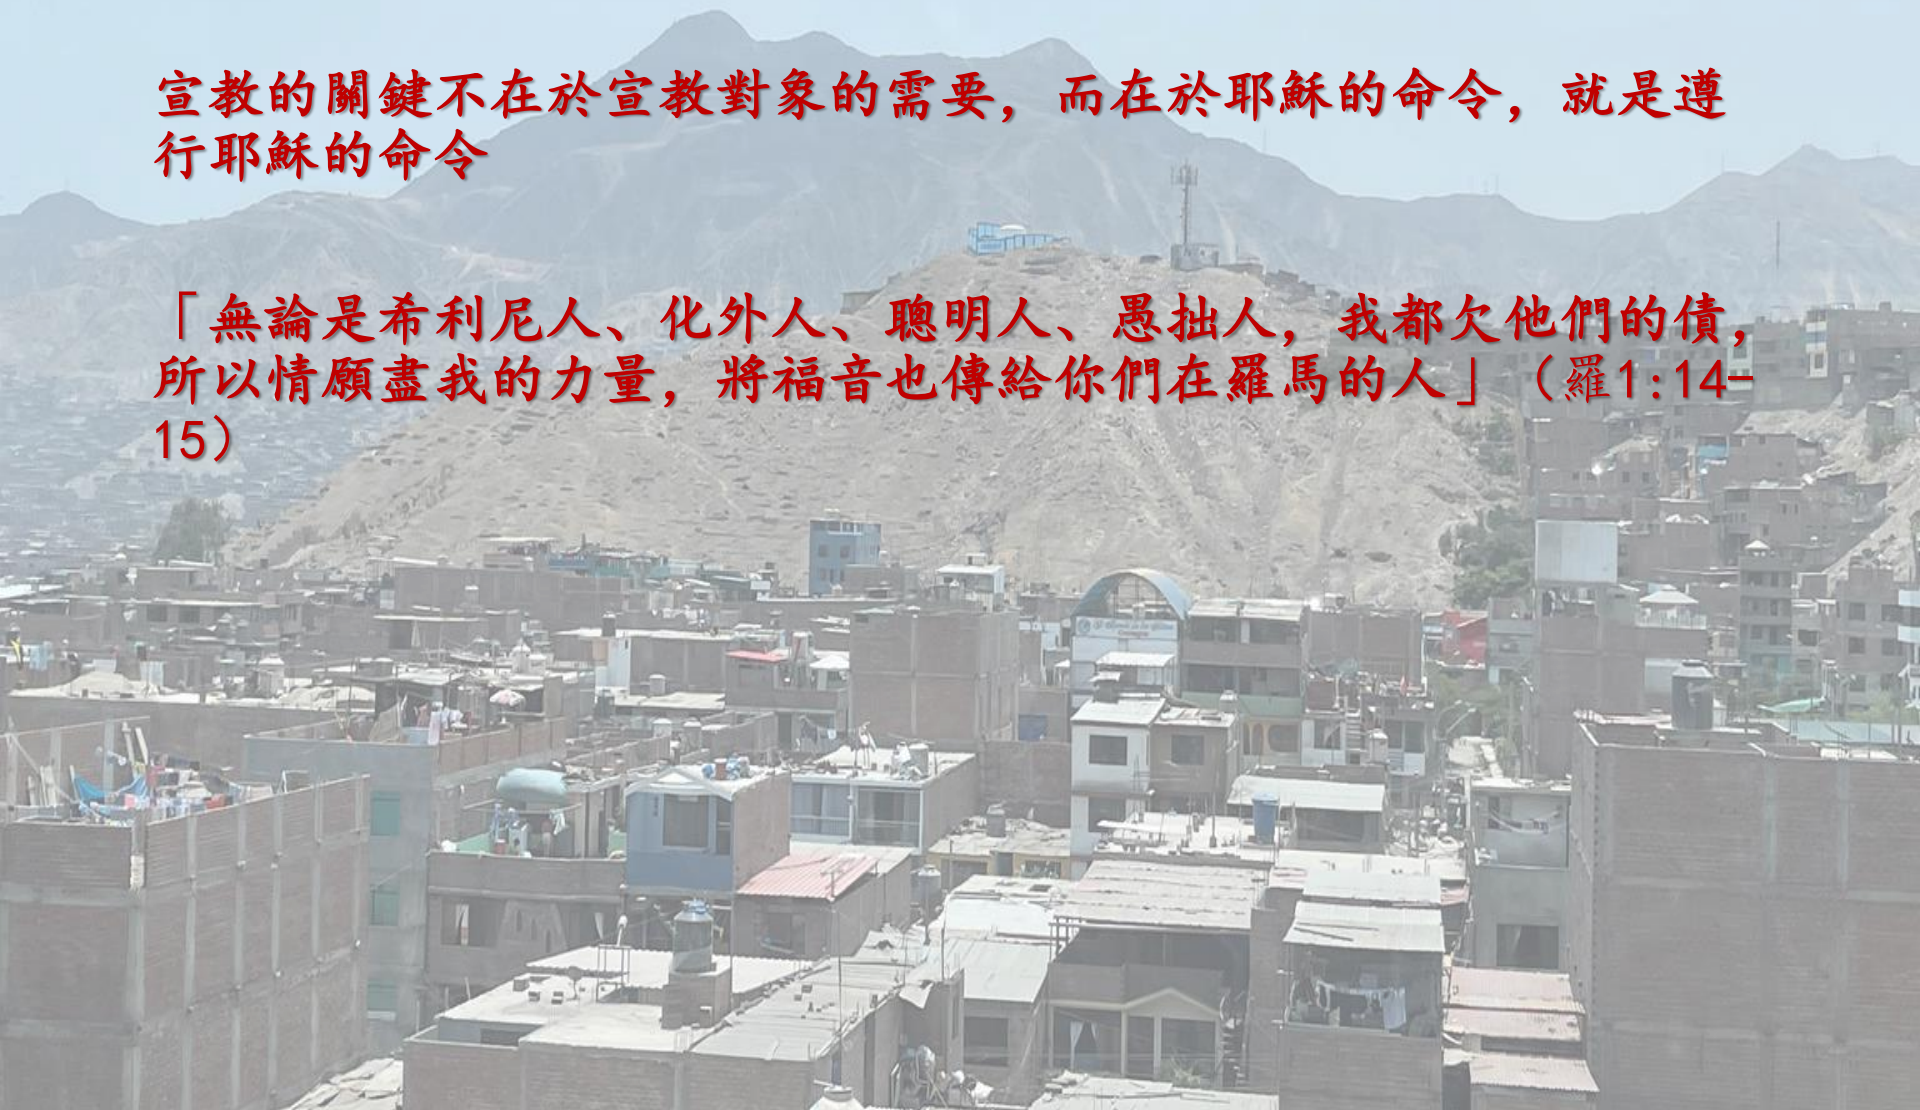 宣教的關鍵不在於宣教對象的需要，而在於耶穌的命令，就是遵
行耶穌的命令
「無論是希利尼人、化外人、聰明人、愚拙人，我都欠他們的債，
所以情願盡我的力量，將福音也傳給你們在羅馬的人」（羅1:14-
15）